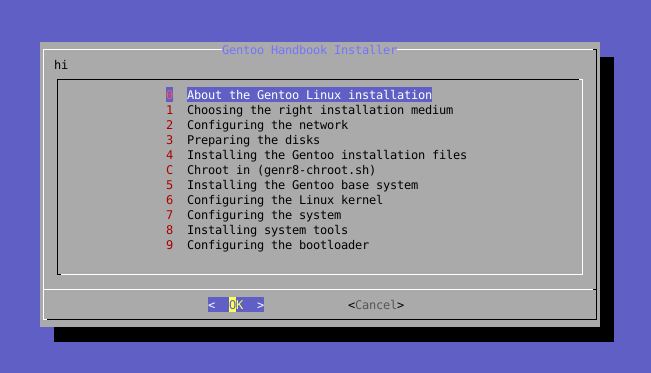 Gentoo Handbook Installer
hi
0 About the Gentoo Linux installation
1 Choosing the right installation medium
2 Configuring the network
3 Preparing the disks
4 Installing the Gentoo installation files
C Chroot in (genr8-chroot.sh)
5 Installing the Gentoo base system
6 Configuring the Linux kernel
7 Configuring the system
8 Installing system tools
9 Configuring the bootloader
< OK > <Cancel>